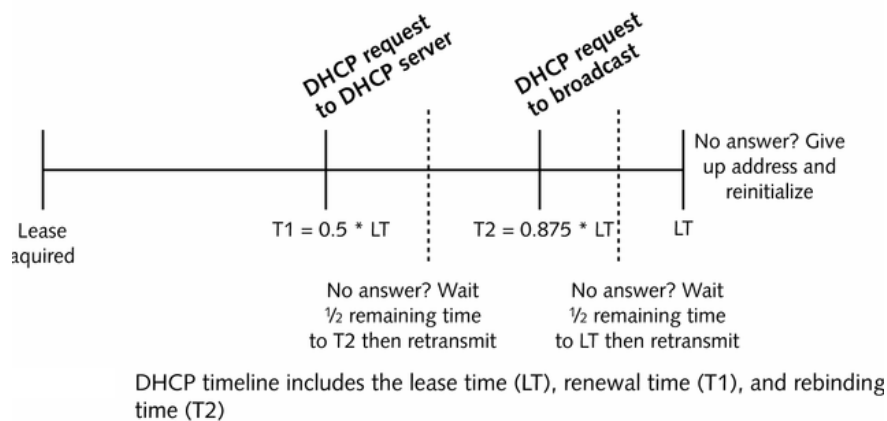 DHCP request
to DHCP server
DHCP request
to broadcast
No answer? Give
up address and
reinitialize
Lease
aquired
T1 = 0.5 * LT
T2 = 0.875 * LT
LT
No answer? Wait
½ remaining time
to T2 then retransmit
No answer? Wait
½ remaining time
to LT then retransmit
DHCP timeline includes the lease time (LT), renewal time (T1), and rebinding
time (T2)